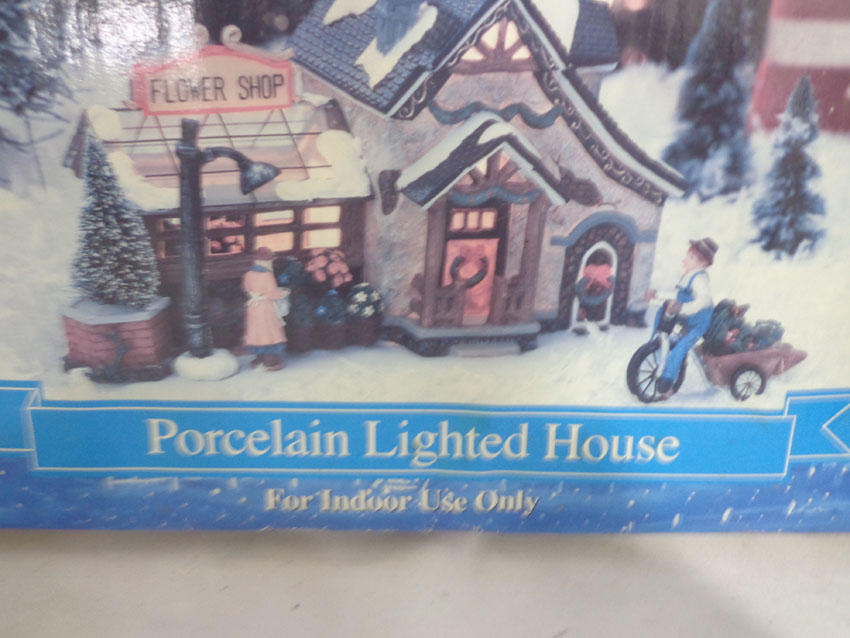 FLOWER SHOP
Porcelain Lighted House
For Indoor Use Only